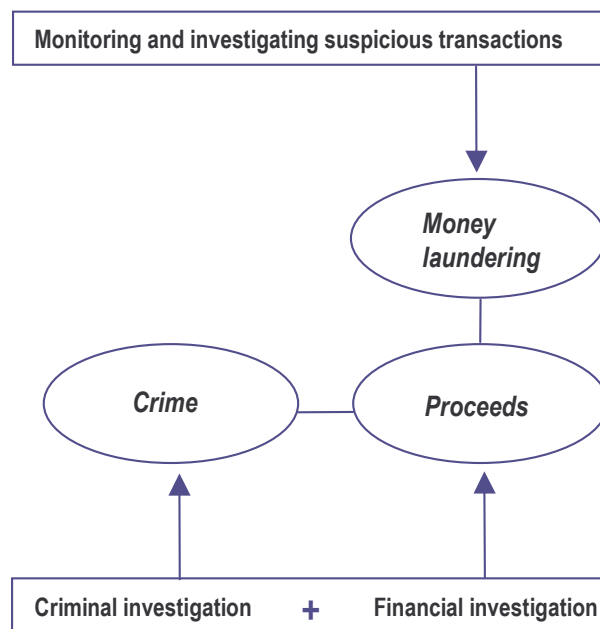 Monitoring and investigating suspicious transactions
Money
laundering
Crime
Proceeds
Criminal investigation + Financial investigation